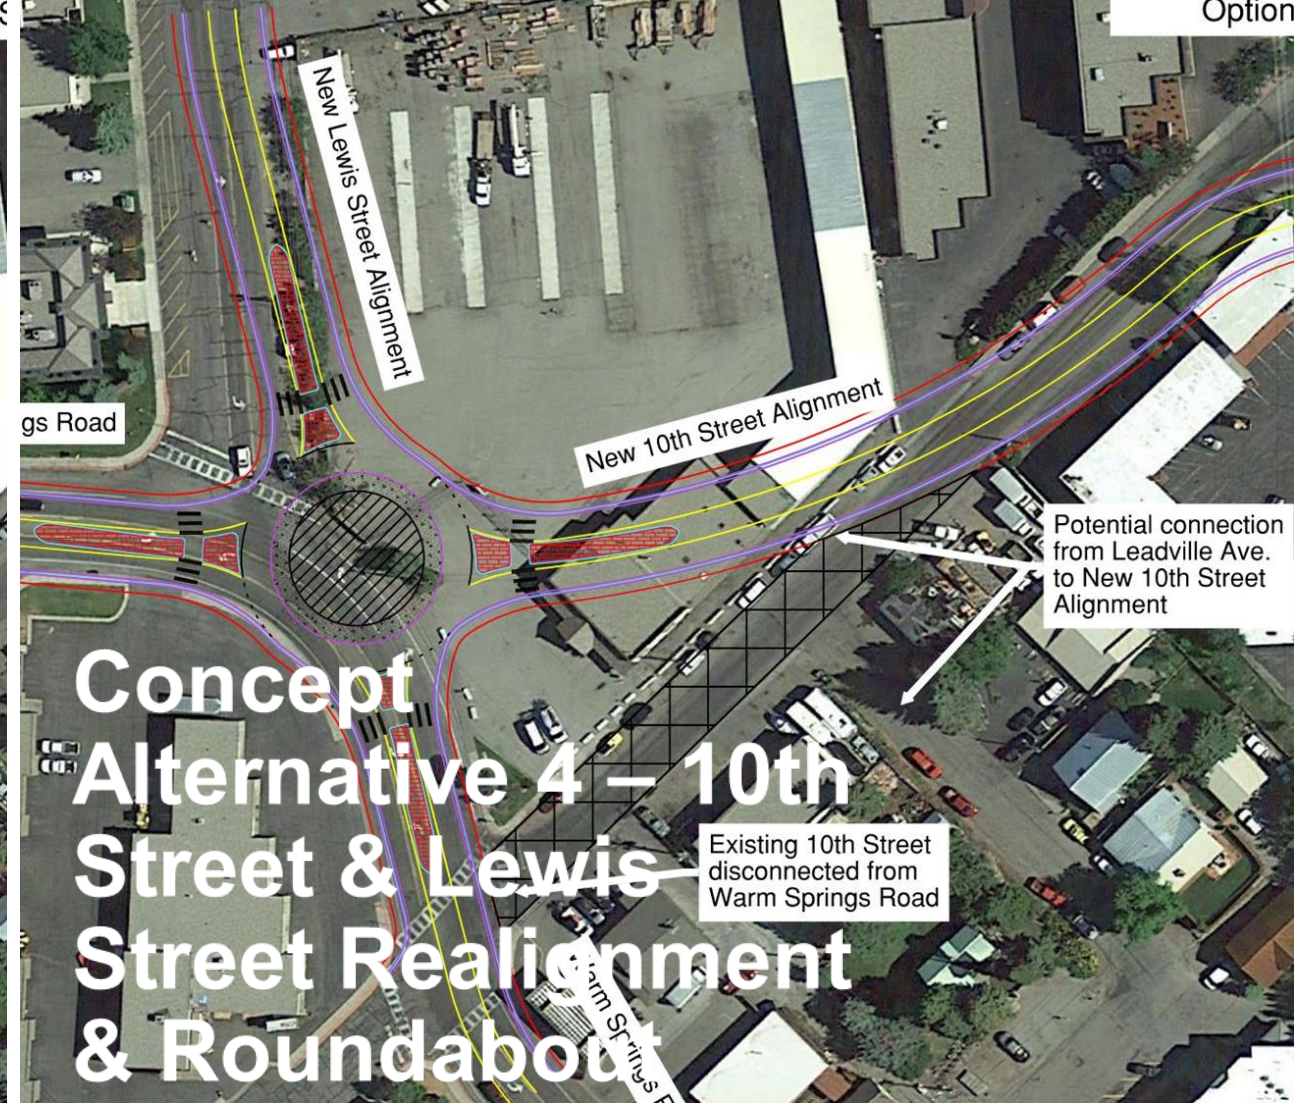 Option
New Lewis Street Alignment
New 10th Street Alignment
gs Road
Potential connection
from Leadville Ave.
to New 10th Street
Alignment
Concept
Alternative 4 – 10th
Street & Lewis
Street Realignment
& Roundabout
Existing 10th Street
disconnected from
Warm Springs Road
Warm Springs R